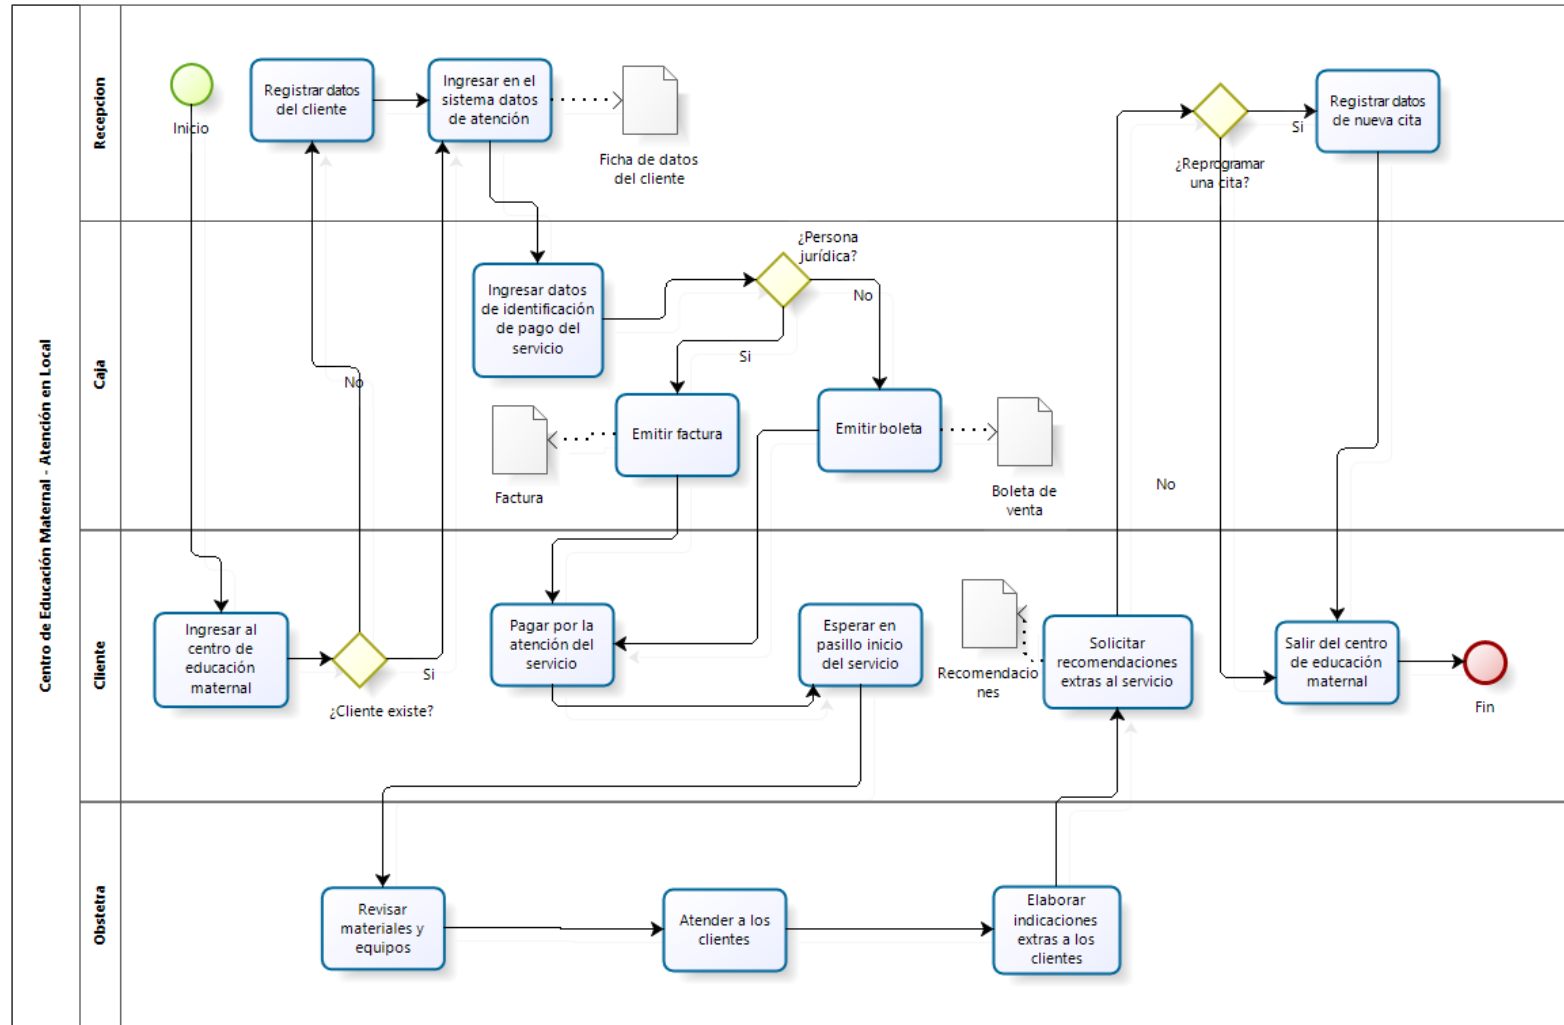 Centro de Educación Maternal - Atención en Local
Recepcion
Inicio
Registrar datos
del cliente
Ingresar en el
sistema datos
de atención
Ficha de datos
del cliente
¿Reprogramar
una cita?
Si
Registrar datos
de nueva cita
Caja
Ingresar datos
de identificación
de pago del
servicio
¿Persona
jurídica?
No
Si
No
Emitir factura
Factura
Emitir boleta
Boleta de
venta
No
Cliente
Ingresar al
centro de
educación
maternal
¿Cliente existe?
Si
Pagar por la
atención del
servicio
Esperar en
pasillo inicio
del servicio
Recomendacio
nes
Solicitar
recomendaciones
extras al servicio
Salir del centro
de educación
maternal
Fin
Obstetra
Revisar
materiales y
equipos
Atender a los
clientes
Elaborar
indicaciones
extras a los
clientes